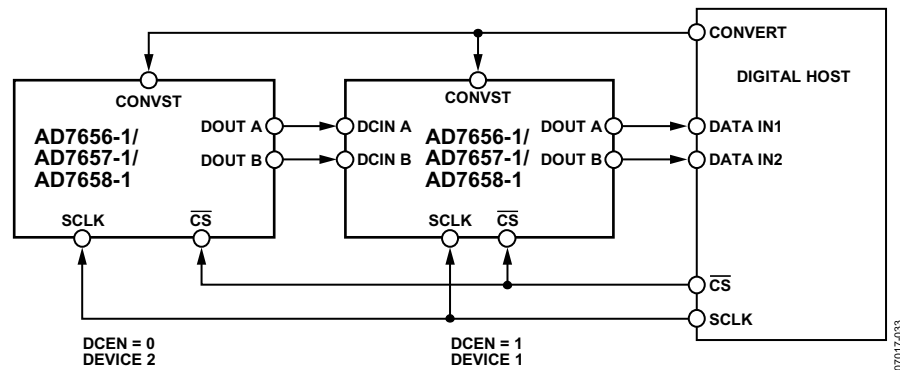 CONVERT
DIGITAL HOST
CONVST
CONVST
AD7656-1/
AD7657-1/
AD7658-1
DOUT A
DOUT B
DCIN A
DCIN B
AD7656-1/
AD7657-1/
AD7658-1
DOUT A
DOUT B
DATA IN1
DATA IN2
SCLK
CS
SCLK
CS
CS
SCLK
DCEN = 0
DEVICE 2
DCEN = 1
DEVICE 1
07017-033